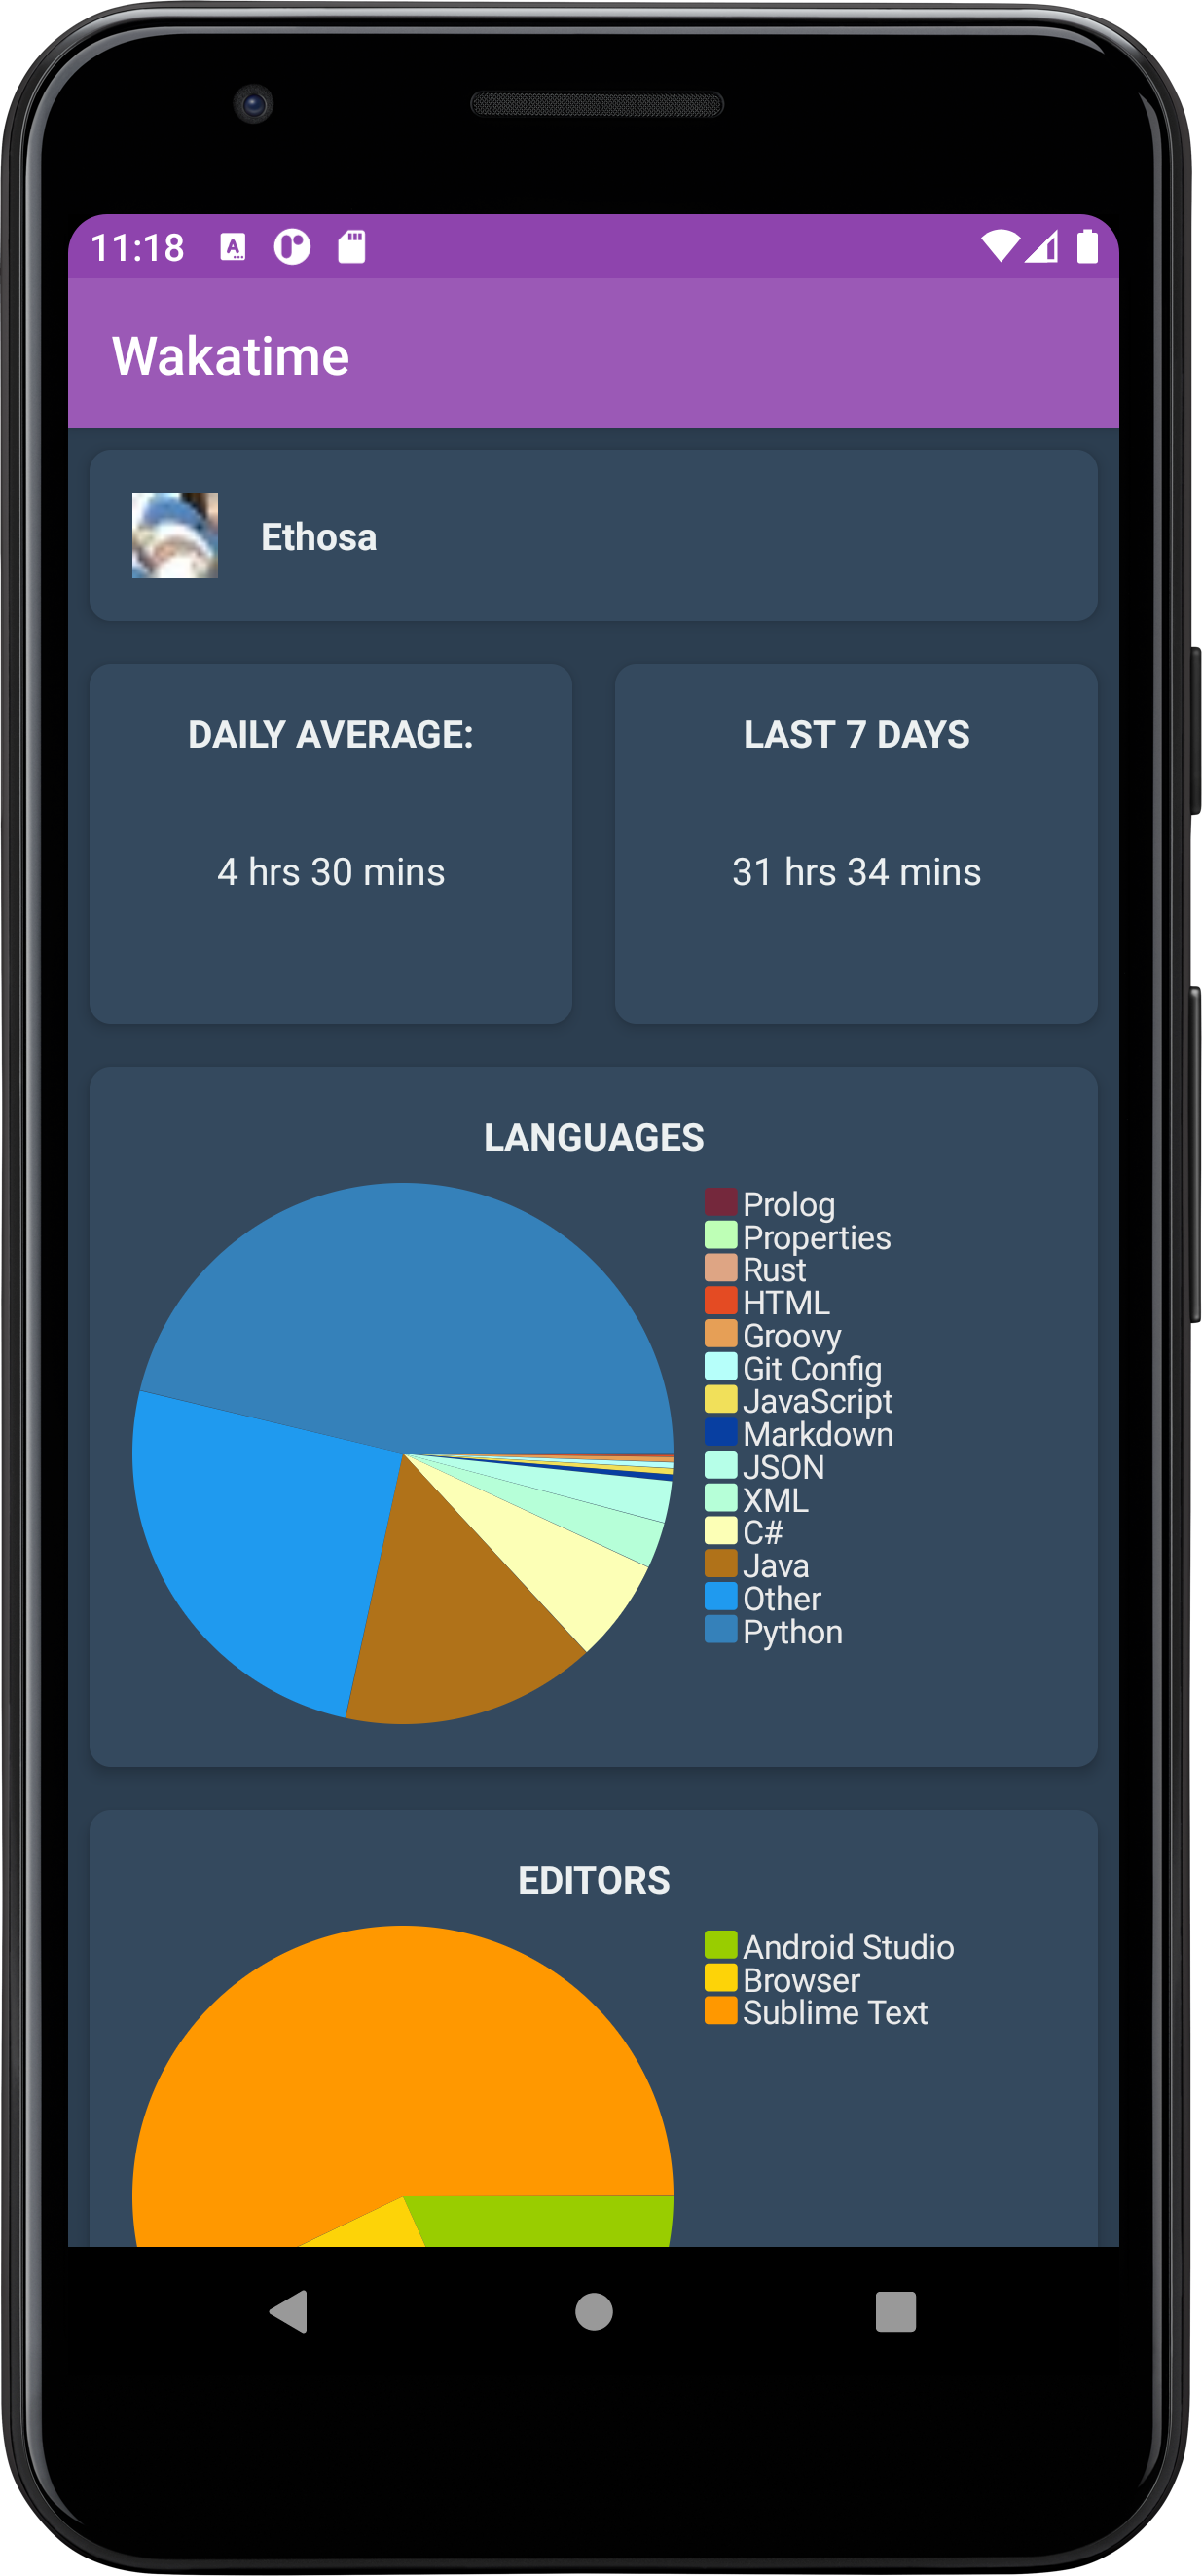 11:18
Wakatime
Ethosa
DAILY AVERAGE:
4 hrs 30 mins
LAST 7 DAYS
31 hrs 34 mins
LANGUAGES
Prolog
Properties
Rust
HTML
Groovy
Git Config
JavaScript
Markdown
JSON
XML
C#
Java
Other
Python
EDITORS
Android Studio
Browser
Sublime Text